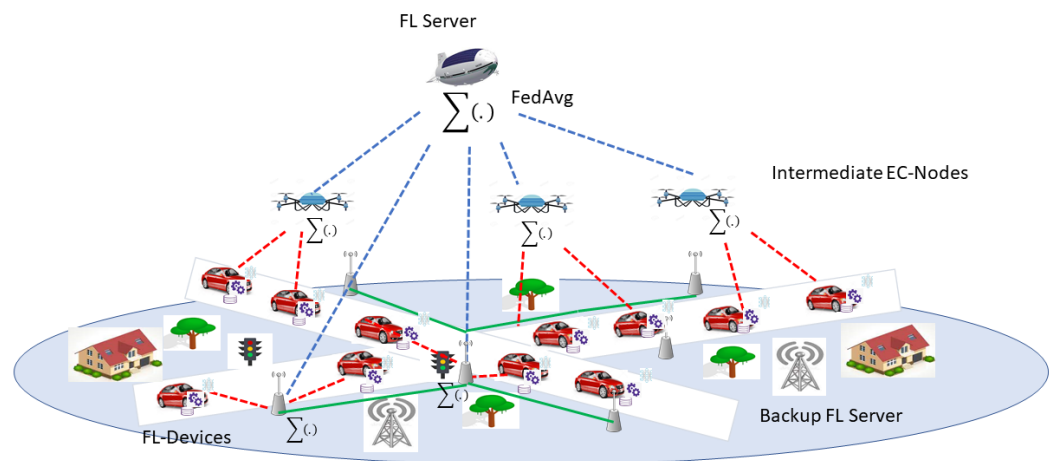 FL Server
FedAvg
∑(.)
Intermediate EC-Nodes
∑(.)
∑(.)
∑(.)
∑(.)
Backup FL Server
FL-Devices
∑(.)